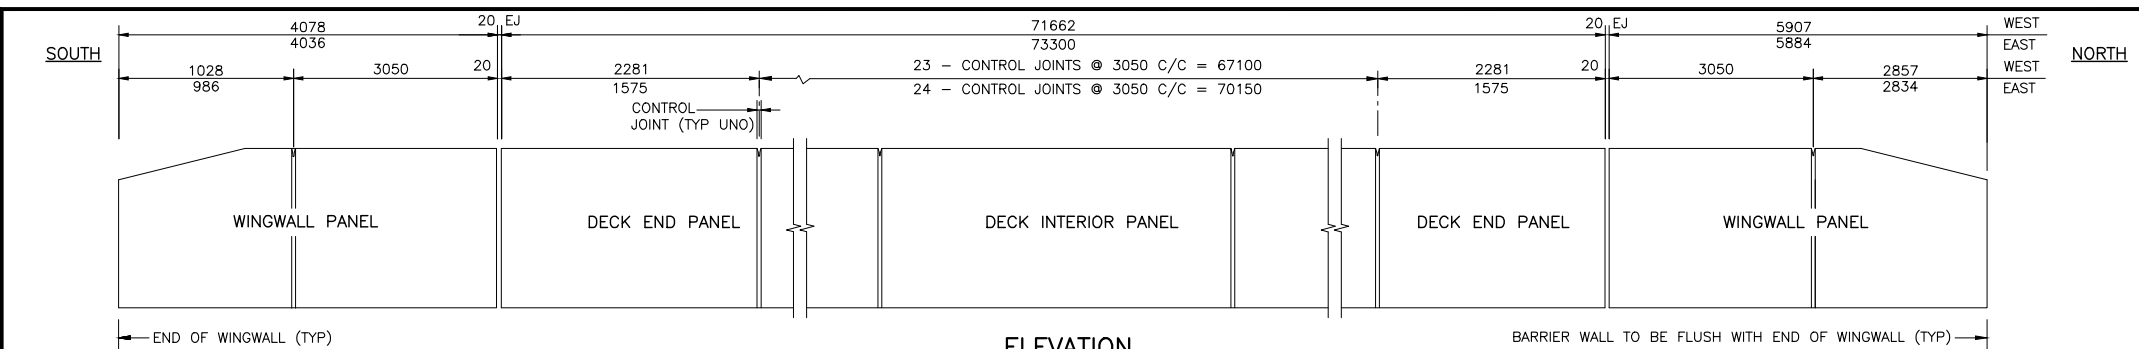 4078 20 EJ 71662 20 EJ 5907 WEST
SOUTH 4036 73300 5884 EAST NORTH
1028 3050 20 2281 23 - CONTROL JOINTS @ 3050 C/C = 67100 2281 20 3050 2857 WEST
986 1575 24 - CONTROL JOINTS @ 3050 C/C = 70150 1575 2834 EAST
CONTROL
JOINT (TYP UNO)
WINGWALL PANEL DECK END PANEL DECK INTERIOR PANEL DECK END PANEL WINGWALL PANEL
END OF WINGWALL (TYP) BARRIER WALL TO BE FLUSH WITH END OF WINGWALL (TYP)
ELEVATION